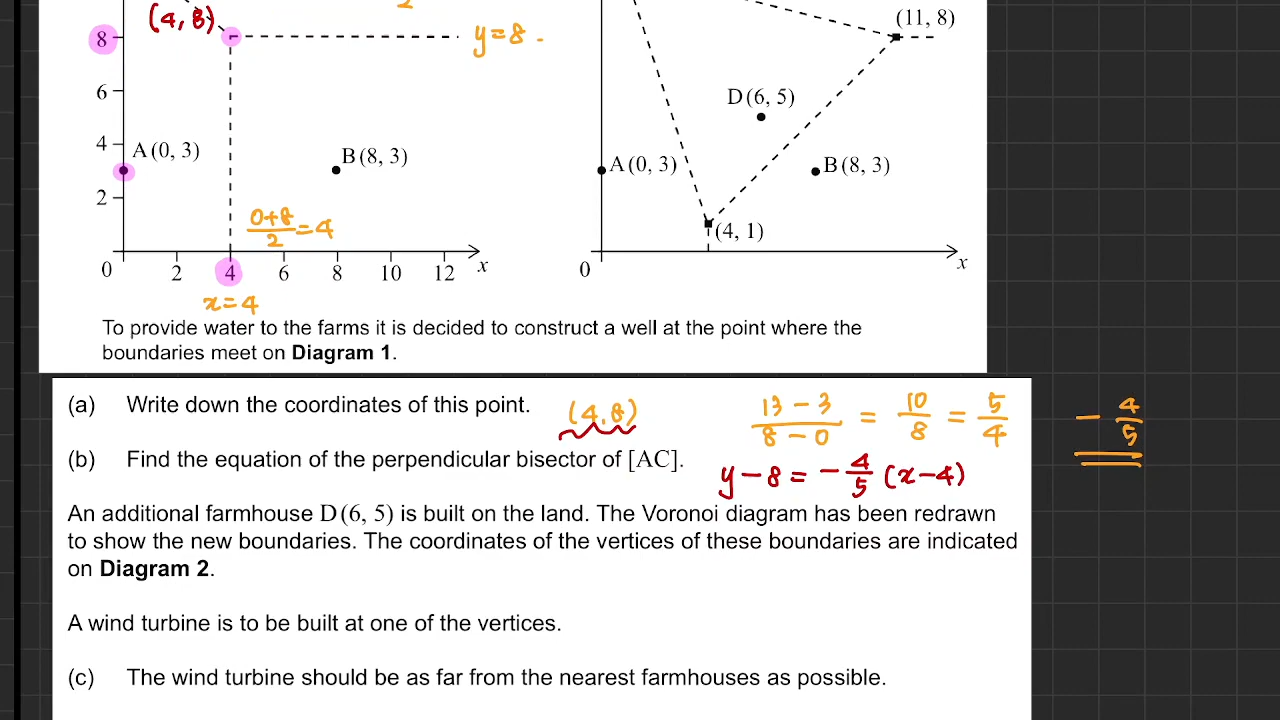 (4, 8)
2
8
y=8
6
4
A(0, 3)
B(8, 3)
2
0+8
2
=4
0
2
4
6
8
10
12
x
x=4
(11, 8)
D(6, 5)
A(0, 3)
B(8, 3)
(4, 1)
0
x
To provide water to the farms it is decided to construct a well at the point where the
boundaries meet on Diagram 1.
(a) Write down the coordinates of this point.
(4,8)
13 - 3
8 - 0
= 10
8
= 5
4
- 4
5
(b) Find the equation of the perpendicular bisector of [AC].
y-8=-4/5(x-4)
An additional farmhouse D(6, 5) is built on the land. The Voronoi diagram has been redrawn
to show the new boundaries. The coordinates of the vertices of these boundaries are indicated
on Diagram 2.
A wind turbine is to be built at one of the vertices.
(c) The wind turbine should be as far from the nearest farmhouses as possible.